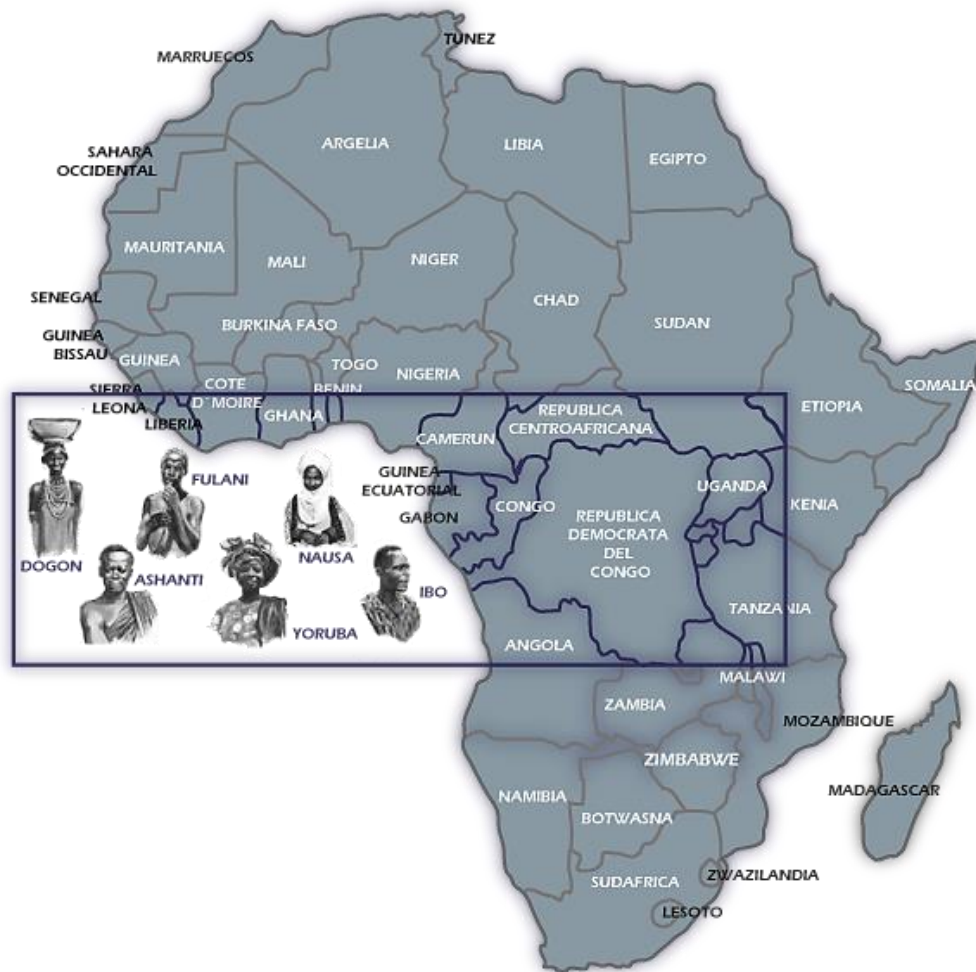 TUNEZ
MARRUECOS
ARGELIA
LIBIA
EGIPTO
SAHARA
OCCIDENTAL
MAURITANIA
MALI
NIGER
CHAD
SUDAN
SENEGAL
BURKINA FASO
GUINEA
BISSAU
GUINEA
TOGO
BENIN
NIGERIA
COTE
D´ MOIRE
GHANA
SIERRA
LEONA
LIBERIA
SOMALIA
ETIOPIA
REPUBLICA
CENTROAFRICANA
CAMERUN
GUINEA
ECUATORIAL
GABON
CONGO
UGANDA
KENIA
REPUBLICA
DEMOCRATA
DEL
CONGO
FULANI
NAUSA
DOGON
ASHANTI
IBO
YORUBA
TANZANIA
ANGOLA
MALAWI
ZAMBIA
MOZAMBIQUE
ZIMBABWE
MADAGASCAR
NAMIBIA
BOTWASNA
SUDAFRICA
ZWAZILANDIA
LESOTO